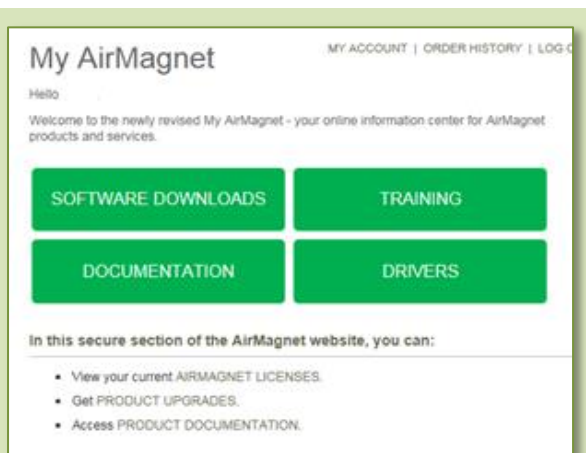 My AirMagnet
MY ACCOUNT | ORDER HISTORY | LOG
Hello
Welcome to the newly revised My AirMagnet - your online information center for AirMagnet
products and services.
SOFTWARE DOWNLOADS
TRAINING
DOCUMENTATION
DRIVERS
In this secure section of the AirMagnet website, you can:
• View your current AIRMAGNET LICENSES.
• Get PRODUCT UPGRADES.
• Access PRODUCT DOCUMENTATION.